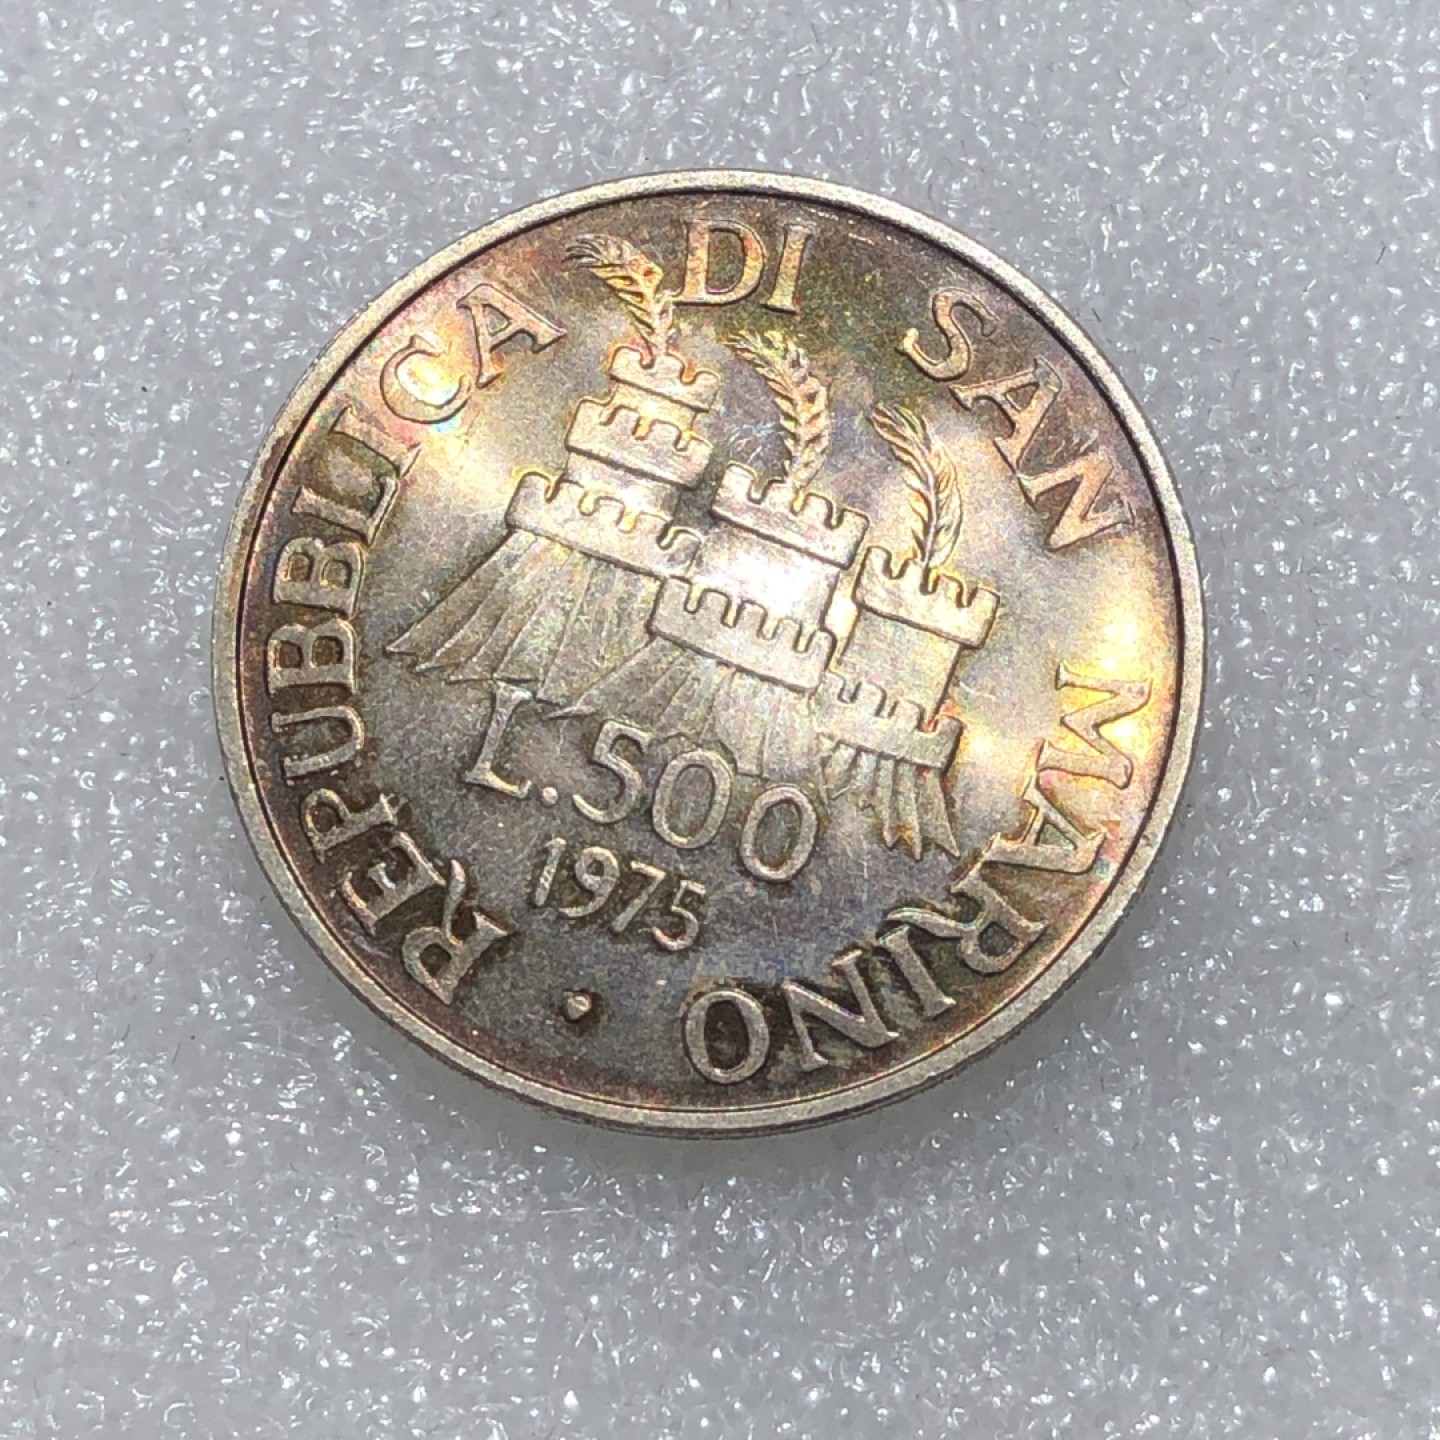 REPUBBLICA DI SAN MARINO
L.500
1975